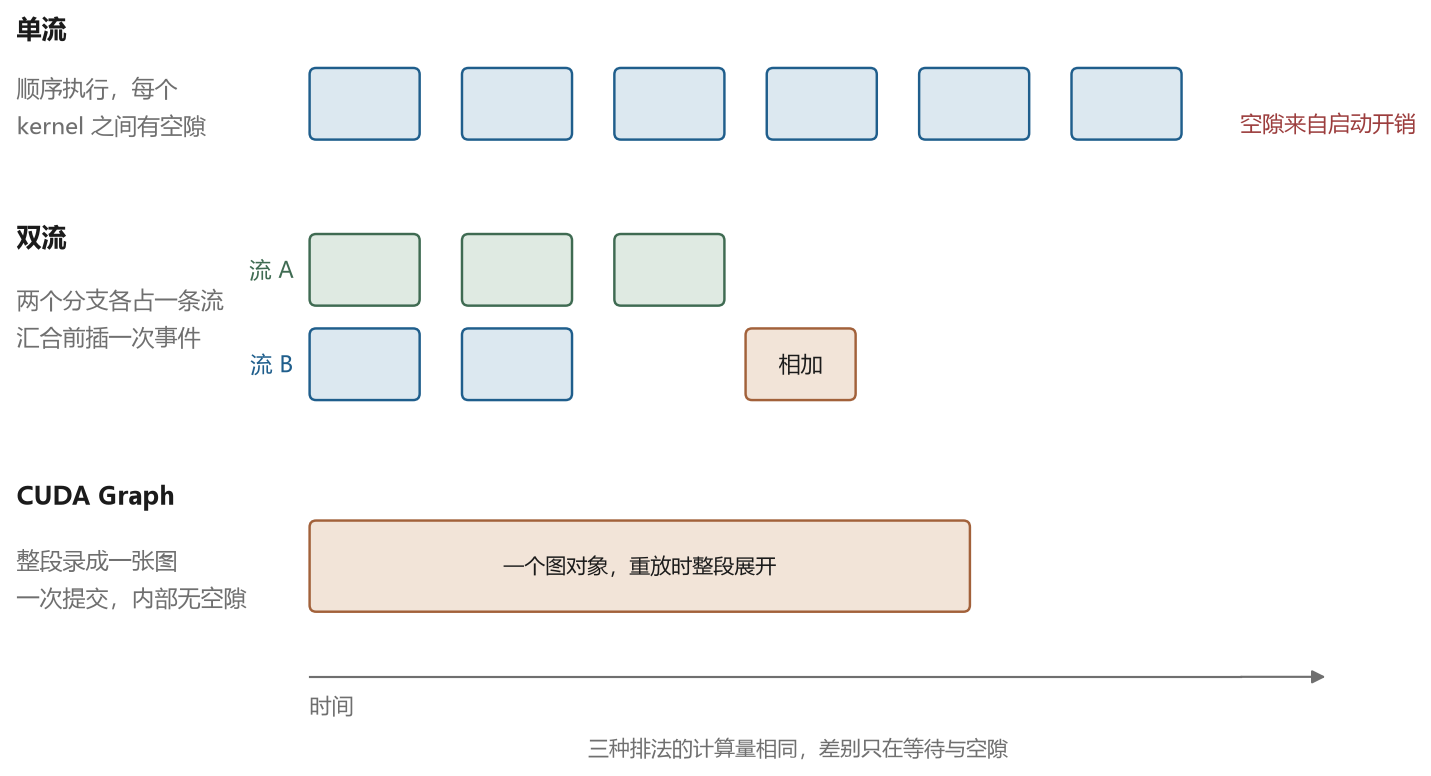 单流
顺序执行，每个
kernel 之间有空隙
空隙来自启动开销
双流
两个分支各占一条流
汇合前插一次事件
流 A
流 B
相加
CUDA Graph
整段录成一张图
一次提交，内部无空隙
一个图对象，重放时整段展开
时间
三种排法的计算量相同，差别只在等待与空隙